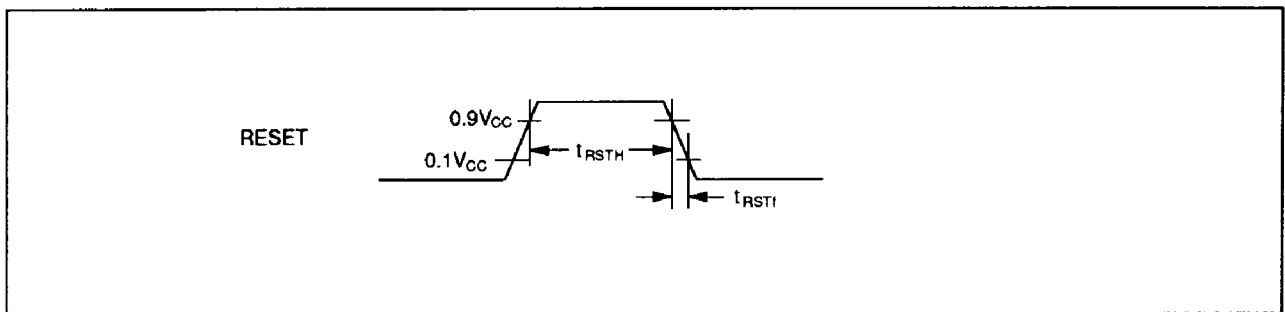 0.9VCC
RESET
tRSTH
0.1VCC
tRSTf